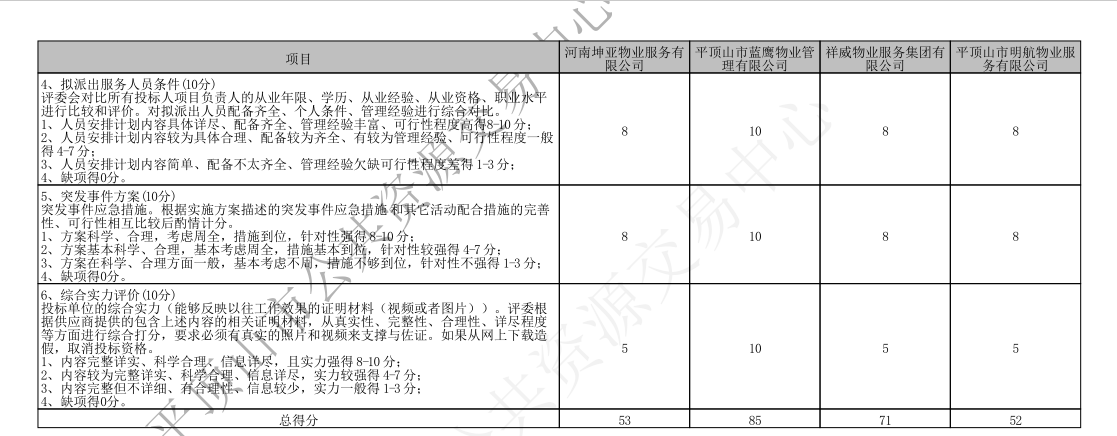 项目
河南坤亚物业服务有
限公司
平顶山市蓝鹰物业管
理有限公司
祥威物业服务集团有
限公司
平顶山市明航物业服
务有限公司
4、拟派出服务人员条件(10分)
评委会对比所有投标人项目负责人的从业年限、学历、从业经验、从业资格、职业水平
进行比较和评价。对拟派出人员配备齐全、个人条件、管理经验进行综合对比。
1、人员安排计划内容具体详尽、配备齐全、管理经验丰富、可行性程度高得8-10分;
2、人员安排计划内容较为具体合理、配备较为齐全、有较为管理经验、可行性程度一般
得4-7分;
3、人员安排计划内容简单、配备不太齐全、管理经验欠缺可行性程度差得1-3分;
4、缺项得0分。
8
10
8
8
5、突发事件方案(10分)
突发事件应急措施。根据实施方案描述的突发事件应急措施和其它活动配合措施的完善
性、可行性相互比较后酌情计分。
1、方案科学、合理，考虑周全，措施到位，针对性强得8-10分;
2、方案基本科学、合理，基本考虑周全，措施基本到位，针对性较强得4-7分;
3、方案在科学、合理方面一般，基本考虑不周，措施不够到位，针对性不强得1-3分;
4、缺项得0分。
8
10
8
8
6、综合实力评价(10分)
投标单位的综合实力（能够反映以往工作效果的证明材料（视频或者图片））。评委根
据供应商提供的包含上述内容的相关证明材料，从真实性、完整性、合理性、详尽程度
等方面进行综合打分，要求必须有真实的照片和视频来支撑与佐证。如果从网上下载造
假，取消投标资格。
1、内容完整详实、科学合理、信息详尽，且实力强得8-10分;
2、内容较为完整详实、科学合理、信息详尽，实力较强得4-7分;
3、内容完整但不详细、有合理性、信息较少，实力一般得1-3分;
4、缺项得0分。
5
10
5
5
总得分
53
85
71
52
平顶山市公共资源交易中心
共资源交易中心